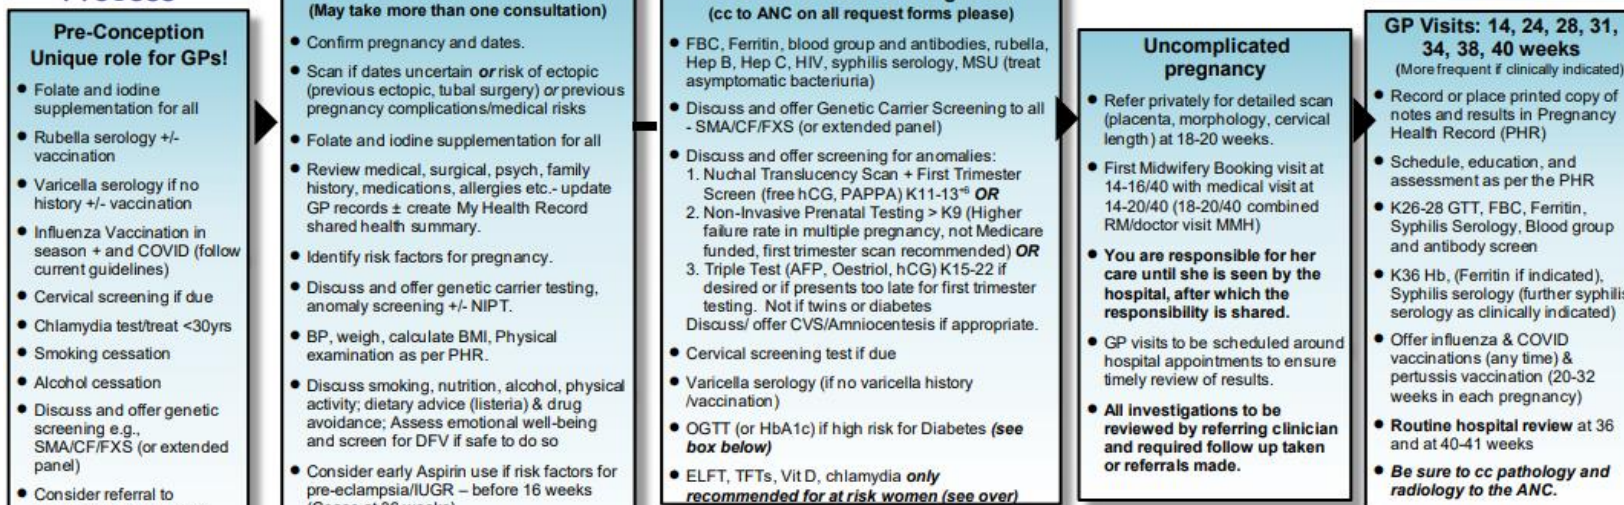 Pre-Conception
Unique role for GPs!
● Folate and iodine
supplementation for all
● Rubella serology +/-
vaccination
● Varicella serology if no
history +/- vaccination
● Influenza Vaccination in
season + and COVID (follow
current guidelines)
● Cervical screening if due
● Chlamydia test/treat <30yrs
● Smoking cessation
● Alcohol cessation
● Discuss and offer genetic
screening e.g.,
SMA/CF/FXS (or extended
panel)
● Consider referral to
(May take more than one consultation)
● Confirm pregnancy and dates.
● Scan if dates uncertain or risk of ectopic
(previous ectopic, tubal surgery) or previous
pregnancy complications/medical risks
● Folate and iodine supplementation for all
● Review medical, surgical, psych, family
history, medications, allergies etc.- update
GP records ± create My Health Record
shared health summary.
● Identify risk factors for pregnancy.
● Discuss and offer genetic carrier testing,
anomaly screening +/- NIPT.
● BP, weigh, calculate BMI, Physical
examination as per PHR.
● Discuss smoking, nutrition, alcohol, physical
activity; dietary advice (listeria) & drug
avoidance; Assess emotional well-being
and screen for DFV if safe to do so
● Consider early Aspirin use if risk factors for
pre-eclampsia/IUGR – before 16 weeks
(cc to ANC on all request forms please)
● FBC, Ferritin, blood group and antibodies, rubella,
Hep B, Hep C, HIV, syphilis serology, MSU (treat
asymptomatic bacteriuria)
● Discuss and offer Genetic Carrier Screening to all
- SMA/CF/FXS (or extended panel)
● Discuss and offer screening for anomalies:
1. Nuchal Translucency Scan + First Trimester
Screen (free hCG, PAPPA) K11-13⁺⁶ OR
2. Non-Invasive Prenatal Testing > K9 (Higher
failure rate in multiple pregnancy, not Medicare
funded, first trimester scan recommended) OR
3. Triple Test (AFP, Oestriol, hCG) K15-22 if
desired or if presents too late for first trimester
testing. Not if twins or diabetes
Discuss/ offer CVS/Amniocentesis if appropriate.
● Cervical screening test if due
● Varicella serology (if no varicella history
/vaccination)
● OGTT (or HbA1c) if high risk for Diabetes (see
box below)
● ELFT, TFTs, Vit D, chlamydia only
recommended for at risk women (see over)
Uncomplicated
pregnancy
● Refer privately for detailed scan
(placenta, morphology, cervical
length) at 18-20 weeks.
● First Midwifery Booking visit at
14-16/40 with medical visit at
14-20/40 (18-20/40 combined
RM/doctor visit MMH)
● You are responsible for her
care until she is seen by the
hospital, after which the
responsibility is shared.
● GP visits to be scheduled around
hospital appointments to ensure
timely review of results.
● All investigations to be
reviewed by referring clinician
and required follow up taken
or referrals made.
GP Visits: 14, 24, 28, 31,
34, 38, 40 weeks
(More frequent if clinically indicated)
● Record or place printed copy of
notes and results in Pregnancy
Health Record (PHR)
● Schedule, education, and
assessment as per the PHR
● K26-28 GTT, FBC, Ferritin,
Syphilis Serology, Blood group
and antibody screen
● K36 Hb, (Ferritin if indicated),
Syphilis serology (further syphilis
serology as clinically indicated)
● Offer influenza & COVID
vaccinations (any time) &
pertussis vaccination (20-32
weeks in each pregnancy)
● Routine hospital review at 36
and at 40-41 weeks
● Be sure to cc pathology and
radiology to the ANC.